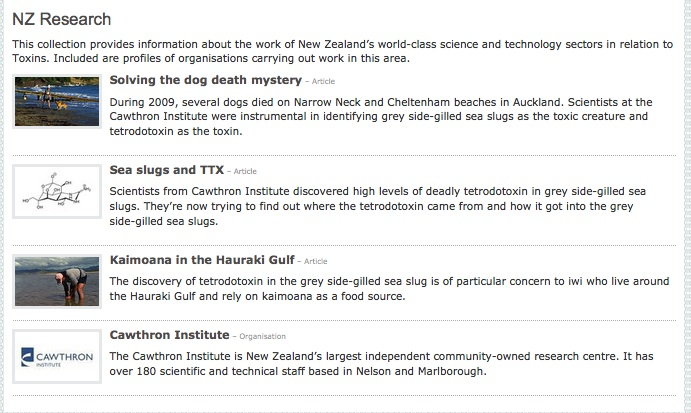 NZ Research
This collection provides information about the work of New Zealand's world-class science and technology sectors in relation to
Toxins. Included are profiles of organisations carrying out work in this area.
Solving the dog death mystery – Article
During 2009, several dogs died on Narrow Neck and Cheltenham beaches in Auckland. Scientists at the
Cawthron Institute were instrumental in identifying grey side-gilled sea slugs as the toxic creature and
tetrodotoxin as the toxin.
Sea slugs and TTX – Article
Scientists from Cawthron Institute discovered high levels of deadly tetrodotoxin in grey side-gilled sea
slugs. They're now trying to find out where the tetrodotoxin came from and how it got into the grey
side-gilled sea slugs.
Kaimoana in the Hauraki Gulf – Article
The discovery of tetrodotoxin in the grey side-gilled sea slug is of particular concern to iwi who live around
the Hauraki Gulf and rely on kaimoana as a food source.
CAWTHRON
INSTITUTE
Cawthron Institute – Organisation
The Cawthron Institute is New Zealand's largest independent community-owned research centre. It has
over 180 scientific and technical staff based in Nelson and Marlborough.